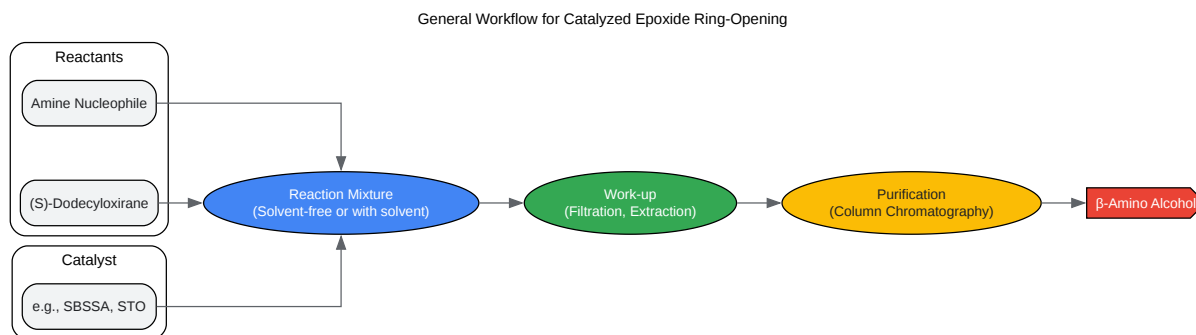 General Workflow for Catalyzed Epoxide Ring-Opening
Reactants
Amine Nucleophile
(S)-Dodecyloxirane
Catalyst
e.g., SBSSA, STO
Reaction Mixture
(Solvent-free or with solvent)
Work-up
(Filtration, Extraction)
Purification
(Column Chromatography)
β-Amino Alcohol